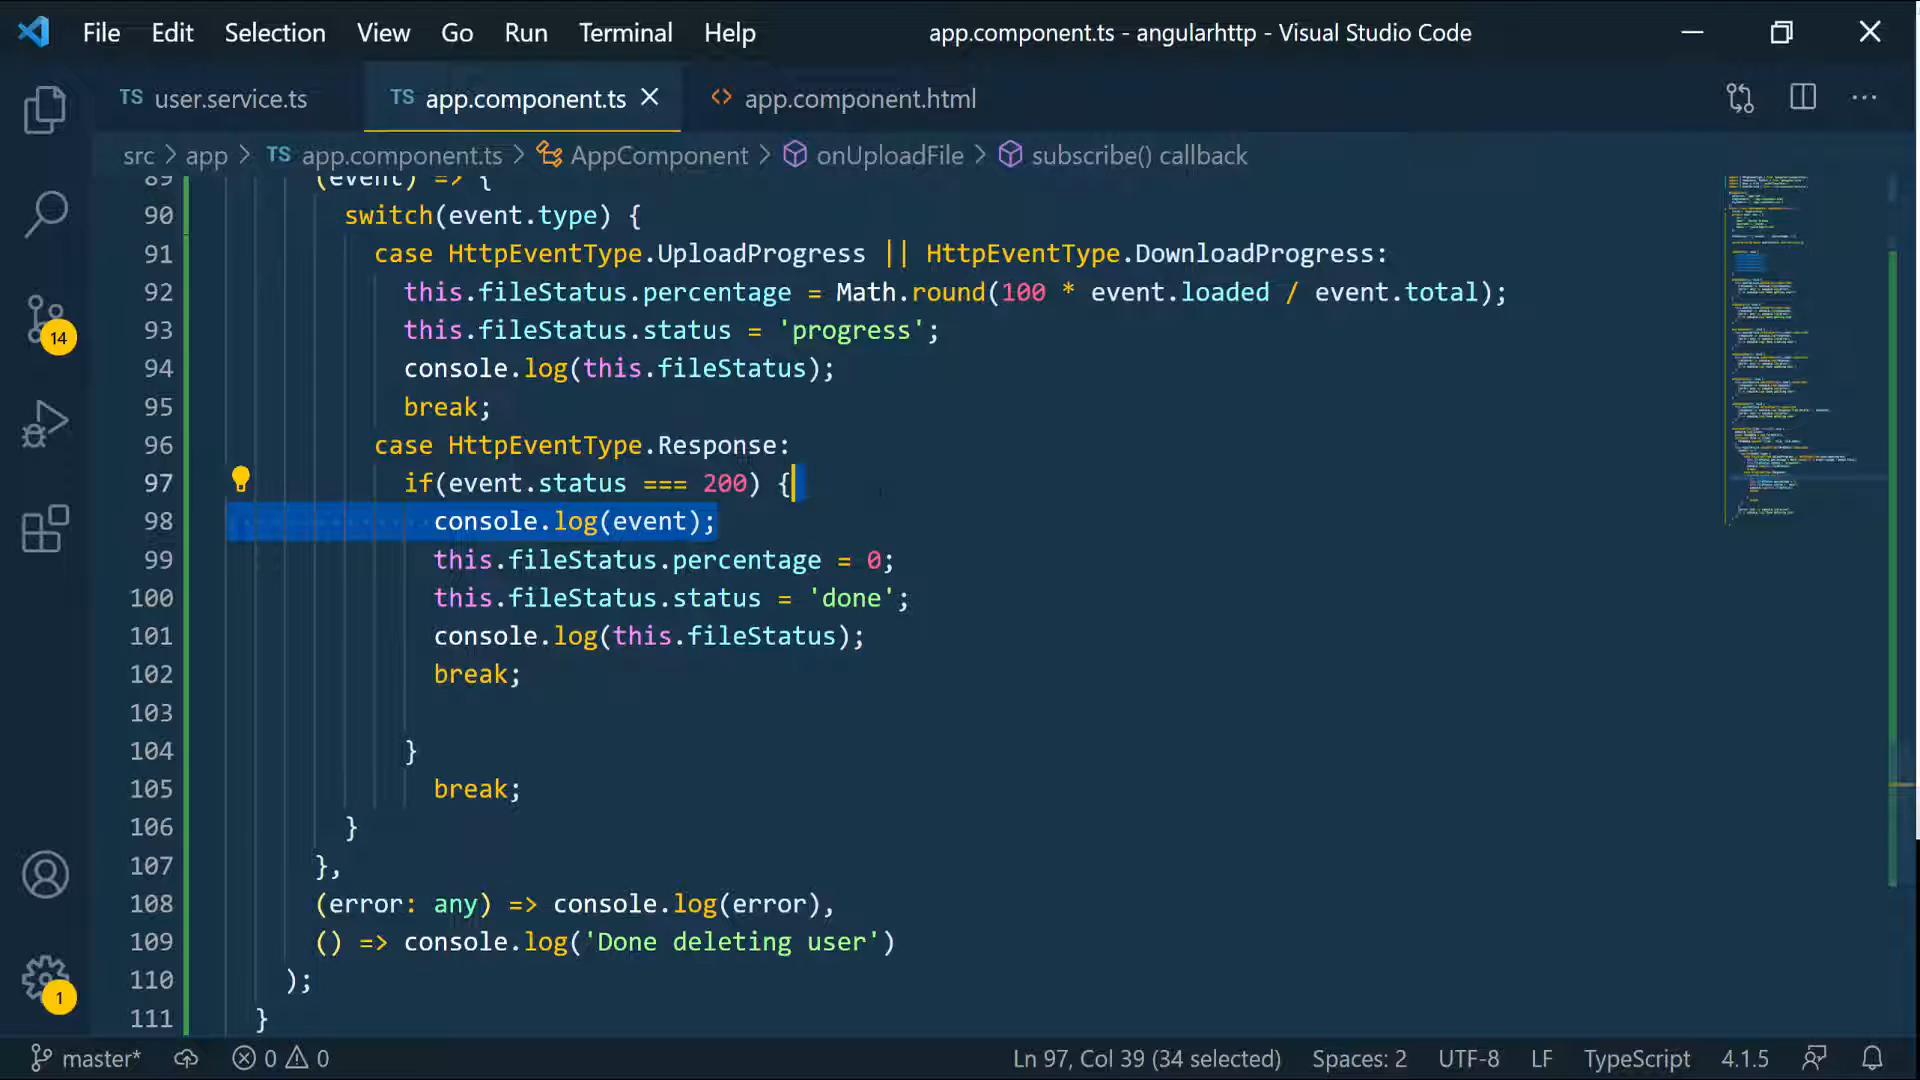 File Edit Selection View Go Run Terminal Help app.component.ts - angularhttp - Visual Studio Code
TS user.service.ts TS app.component.ts <> app.component.html
src > app > TS app.component.ts > AppComponent > onUploadFile > subscribe() callback
89 (event) => {
90 switch(event.type) {
91 case HttpEventType.UploadProgress || HttpEventType.DownloadProgress:
92 this.fileStatus.percentage = Math.round(100 * event.loaded / event.total);
93 this.fileStatus.status = 'progress';
94 console.log(this.fileStatus);
95 break;
96 case HttpEventType.Response:
97 if(event.status === 200) {
98 console.log(event);
99 this.fileStatus.percentage = 0;
100 this.fileStatus.status = 'done';
101 console.log(this.fileStatus);
102 break;
103
104 }
105 break;
106 }
107 },
108 (error: any) => console.log(error),
109 () => console.log('Done deleting user')
110 );
111 }
14
1
master* 0 0 Ln 97, Col 39 (34 selected) Spaces: 2 UTF-8 LF TypeScript 4.1.5